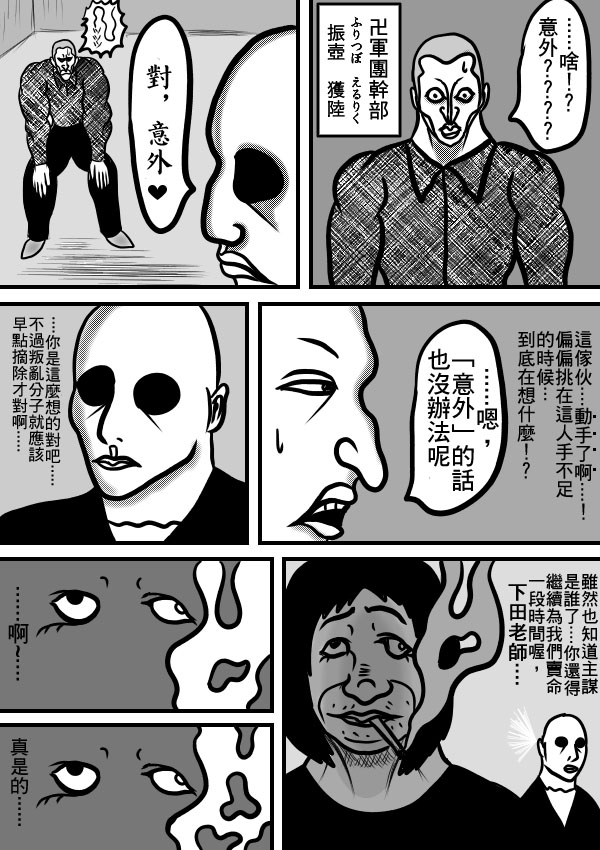 ……啥！？
意外？？？？
卍軍團幹部
ふりつぼ　えるりく
振壺　獲陸
對，意外♥
這傢伙…動手了啊……！
偏偏挑在這人手不足
的時候…
到底在想什麼！？
……嗯，
「意外」的話
也沒辦法呢
……你是這麼想的對吧……
不過叛亂分子就應該
早點摘除才對啊……
雖然也知道主謀
是誰了……你還得
繼續為我們賣命
一段時間喔，
下田老師……
……啊~……
真是的……